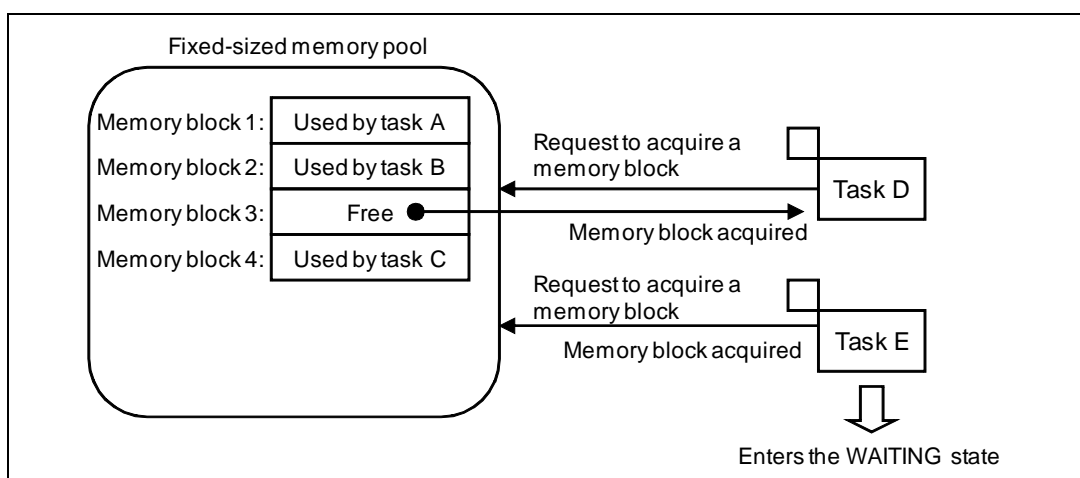 Fixed-sized memory pool
Memory block 1: Used by task A
Memory block 2: Used by task B
Memory block 3: Free
Memory block 4: Used by task C
Request to acquire a
memory block
Task D
Memory block acquired
Request to acquire a
memory block
Task E
Memory block acquired
Enters the WAITING state